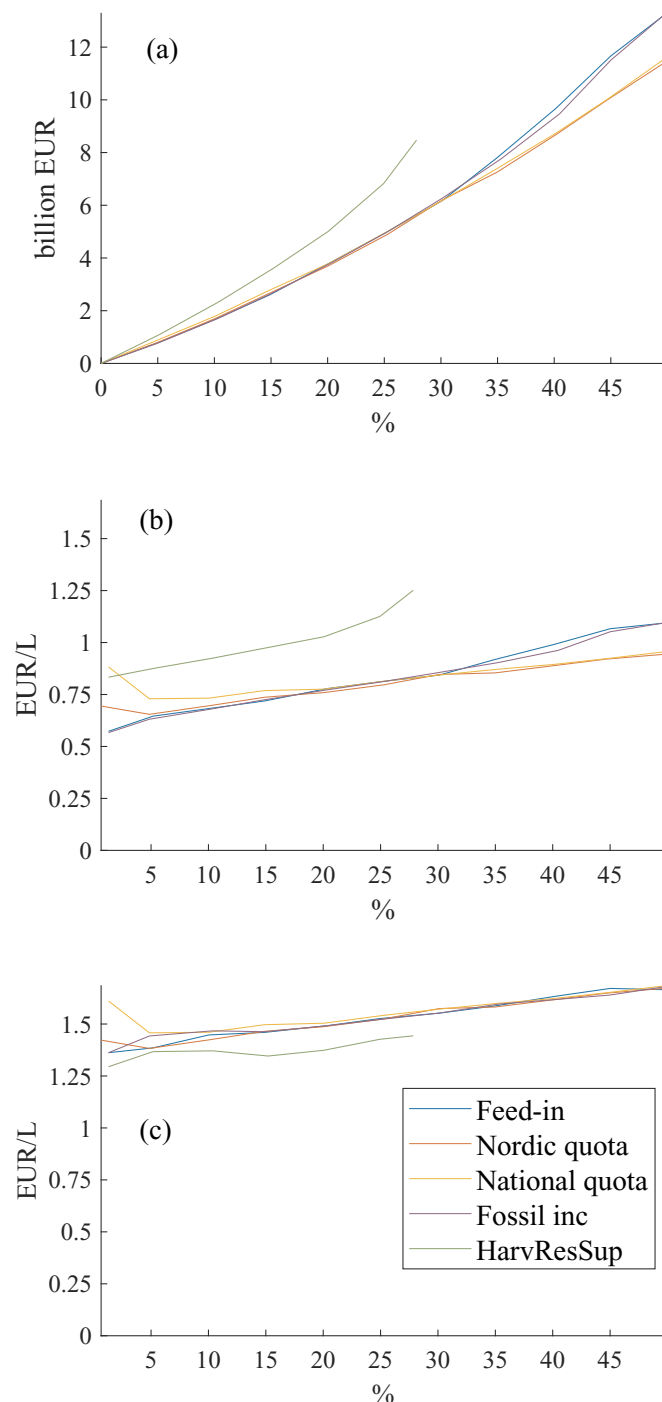 (a)
billion EUR
12
10
8
6
4
2
0
0 5 10 15 20 25 30 35 40 45
%
(b)
EUR/L
1.5
1.25
1
0.75
0.5
0.25
0
5 10 15 20 25 30 35 40 45
%
(c)
EUR/L
1.5
1.25
1
0.75
0.5
0.25
0
Feed-in
Nordic quota
National quota
Fossil inc
HarvResSup
5 10 15 20 25 30 35 40 45
%